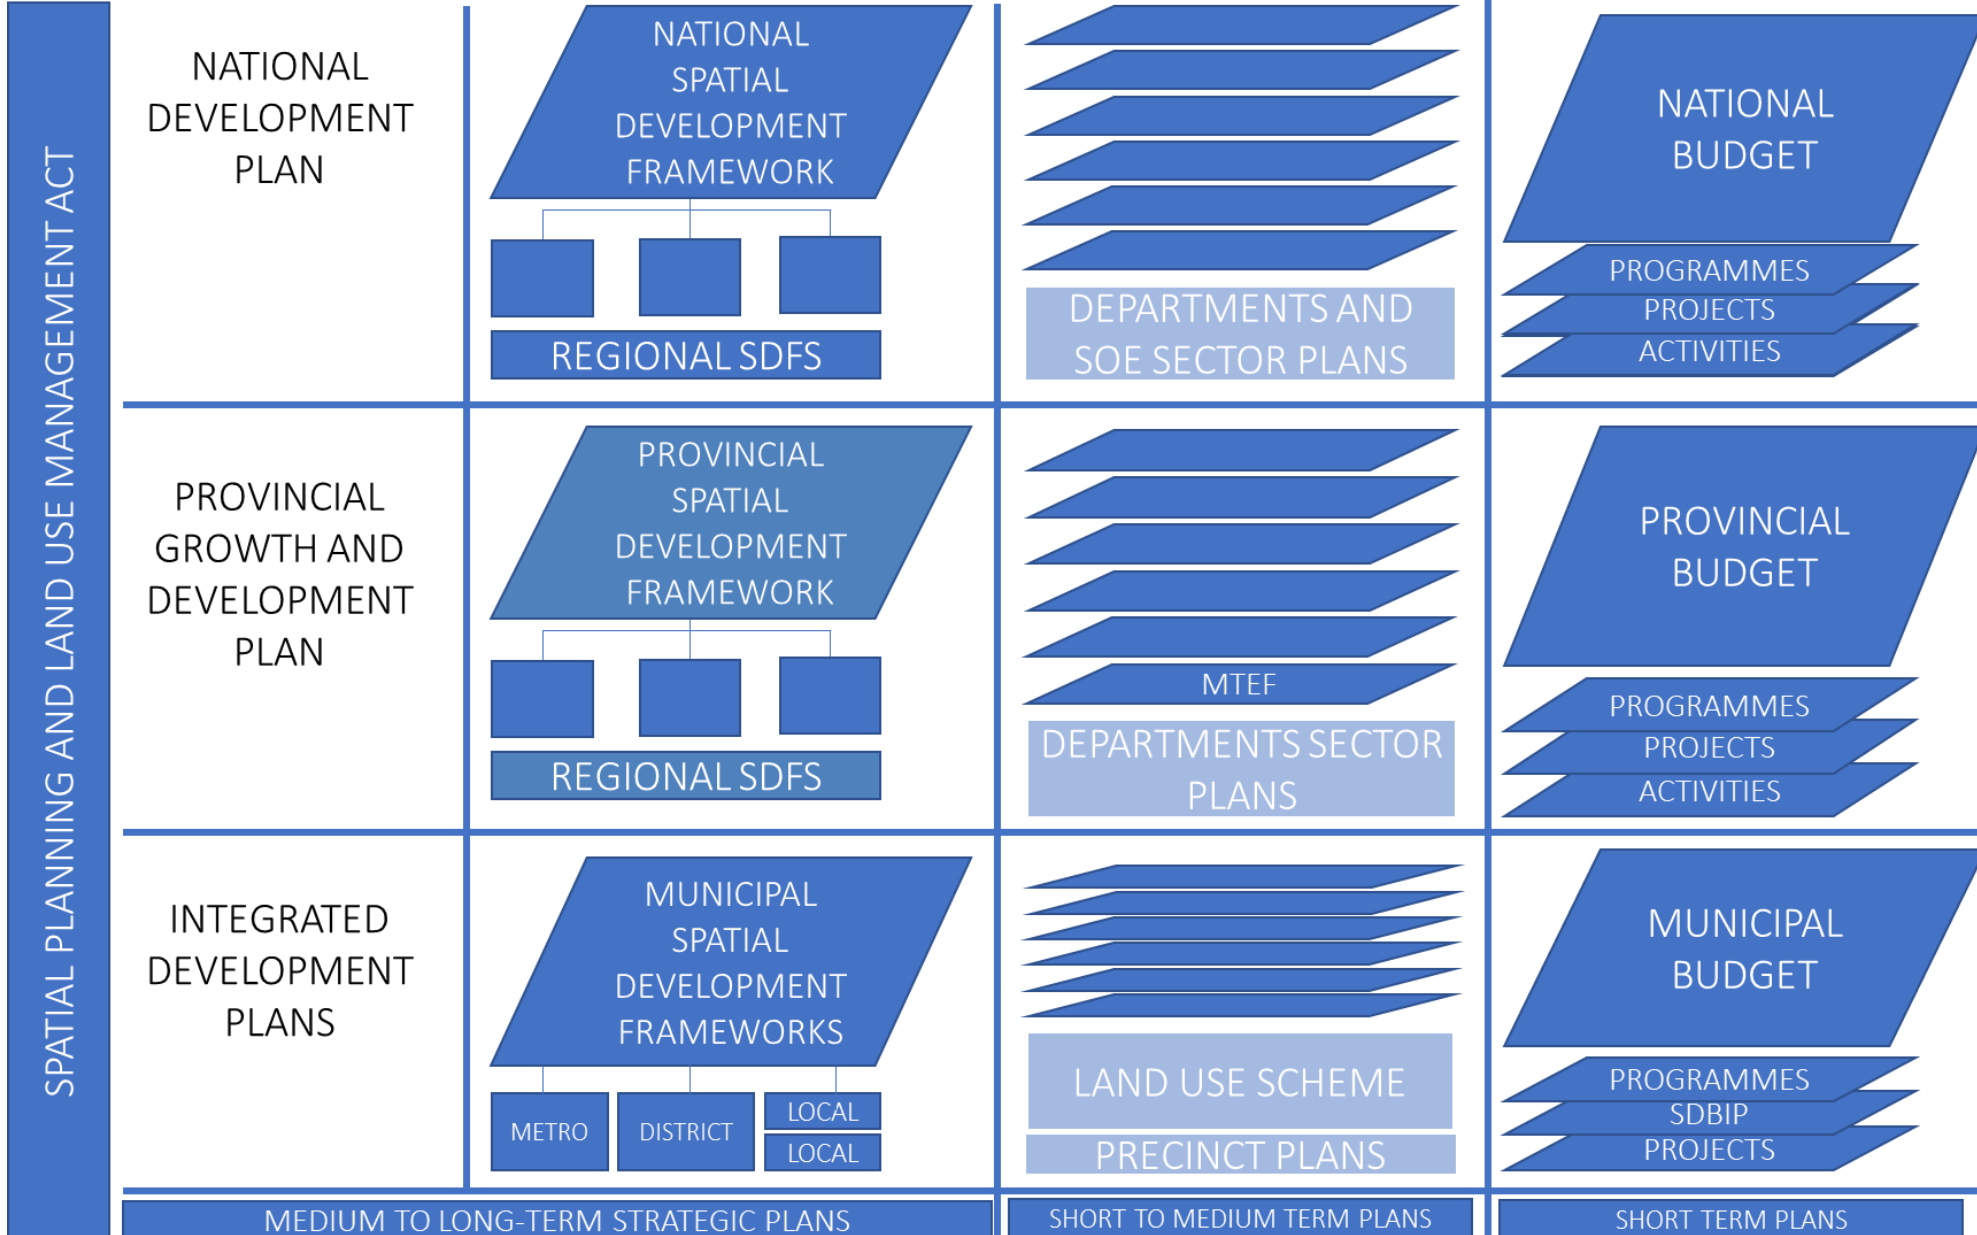 SPATIAL PLANNING AND LAND USE MANAGEMENT ACT
NATIONAL
DEVELOPMENT
PLAN
NATIONAL
SPATIAL
DEVELOPMENT
FRAMEWORK
REGIONAL SDFS
DEPARTMENTS AND
SOE SECTOR PLANS
NATIONAL
BUDGET
PROGRAMMES
PROJECTS
ACTIVITIES
PROVINCIAL
GROWTH AND
DEVELOPMENT
PLAN
PROVINCIAL
SPATIAL
DEVELOPMENT
FRAMEWORK
REGIONAL SDFS
MTEF
DEPARTMENTS SECTOR
PLANS
PROVINCIAL
BUDGET
PROGRAMMES
PROJECTS
ACTIVITIES
INTEGRATED
DEVELOPMENT
PLANS
MUNICIPAL
SPATIAL
DEVELOPMENT
FRAMEWORKS
METRO
DISTRICT
LOCAL
LOCAL
LAND USE SCHEME
PRECINCT PLANS
MUNICIPAL
BUDGET
PROGRAMMES
SDBIP
PROJECTS
MEDIUM TO LONG-TERM STRATEGIC PLANS
SHORT TO MEDIUM TERM PLANS
SHORT TERM PLANS